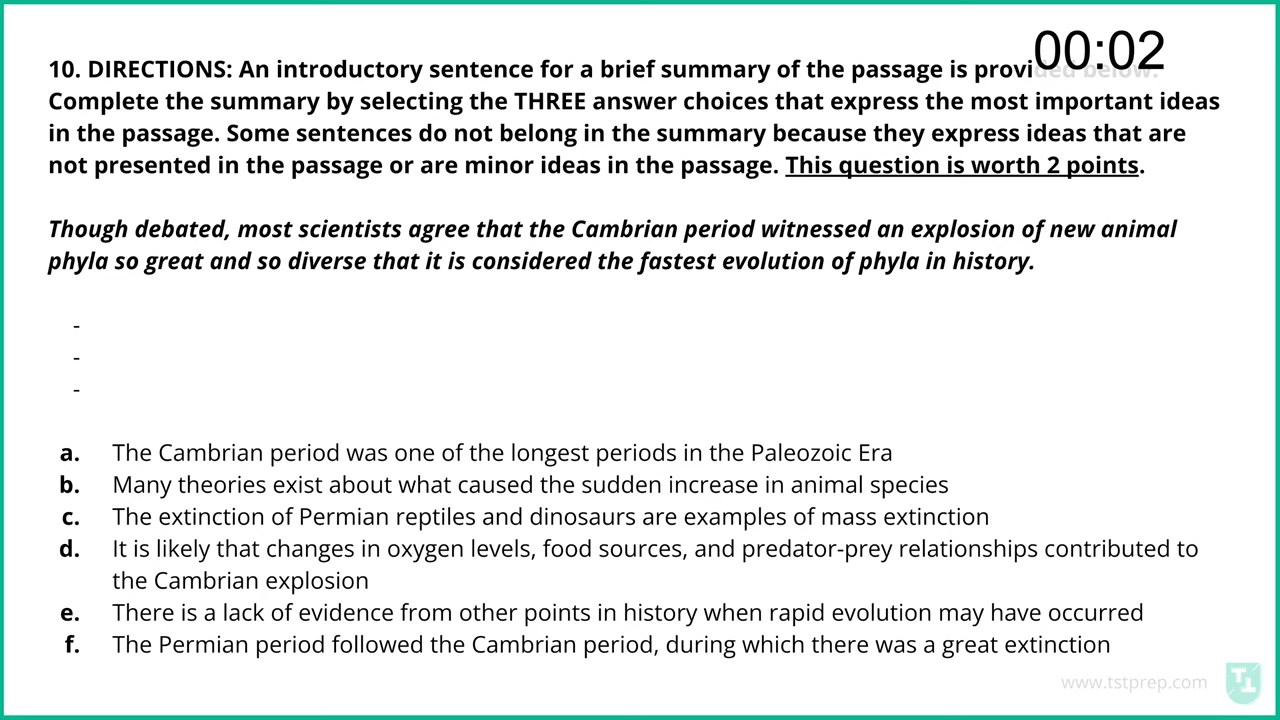 00:02
10. DIRECTIONS: An introductory sentence for a brief summary of the passage is provided below.
Complete the summary by selecting the THREE answer choices that express the most important ideas
in the passage. Some sentences do not belong in the summary because they express ideas that are
not presented in the passage or are minor ideas in the passage. This question is worth 2 points.
Though debated, most scientists agree that the Cambrian period witnessed an explosion of new animal
phyla so great and so diverse that it is considered the fastest evolution of phyla in history.
-
-
-
a. The Cambrian period was one of the longest periods in the Paleozoic Era
b. Many theories exist about what caused the sudden increase in animal species
c. The extinction of Permian reptiles and dinosaurs are examples of mass extinction
d. It is likely that changes in oxygen levels, food sources, and predator-prey relationships contributed to
the Cambrian explosion
e. There is a lack of evidence from other points in history when rapid evolution may have occurred
f. The Permian period followed the Cambrian period, during which there was a great extinction
www.tstprep.com